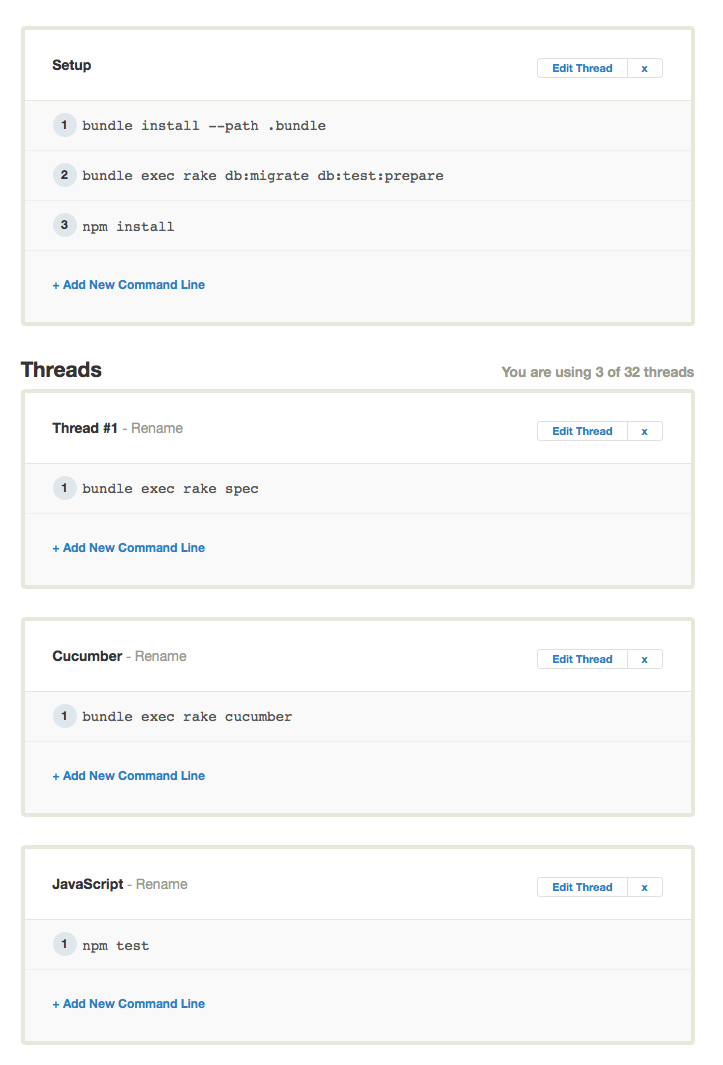 Setup Edit Thread x
1 bundle install --path .bundle
2 bundle exec rake db:migrate db:test:prepare
3 npm install
+ Add New Command Line
Threads You are using 3 of 32 threads
Thread #1 - Rename Edit Thread x
1 bundle exec rake spec
+ Add New Command Line
Cucumber - Rename Edit Thread x
1 bundle exec rake cucumber
+ Add New Command Line
JavaScript - Rename Edit Thread x
1 npm test
+ Add New Command Line